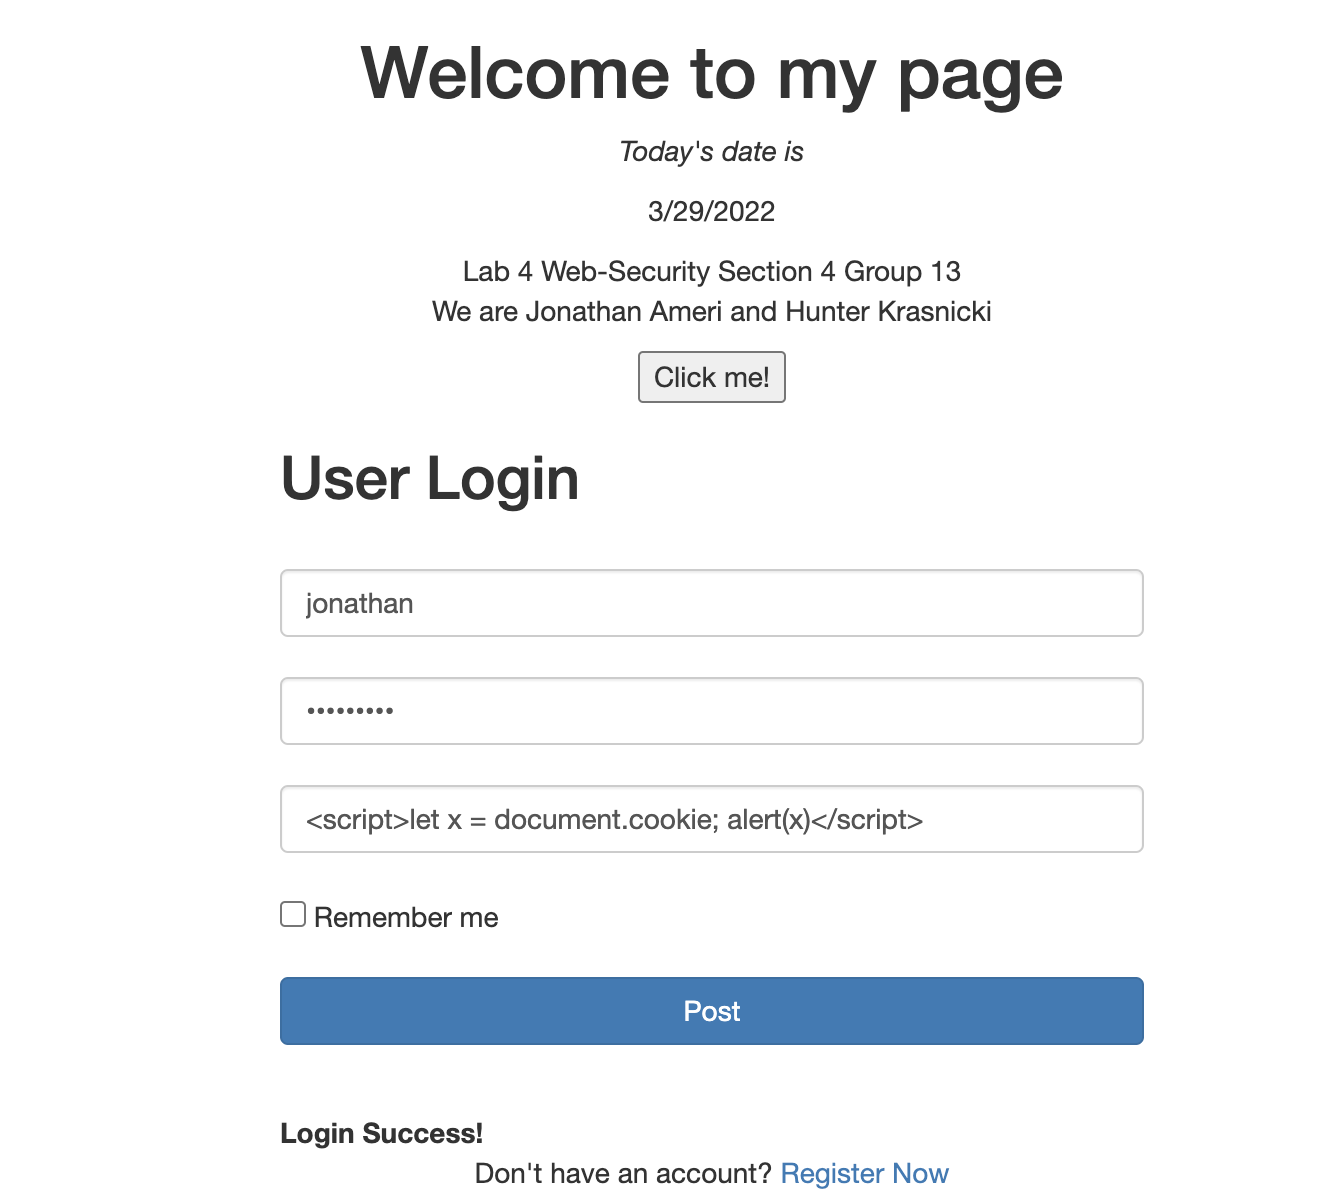 Welcome to my page
Today's date is
3/29/2022
Lab 4 Web-Security Section 4 Group 13
We are Jonathan Ameri and Hunter Krasnicki
Click me!
User Login
jonathan
•••••••••
<script>let x = document.cookie; alert(x)</script>
Remember me
Post
Login Success!
Don't have an account? Register Now